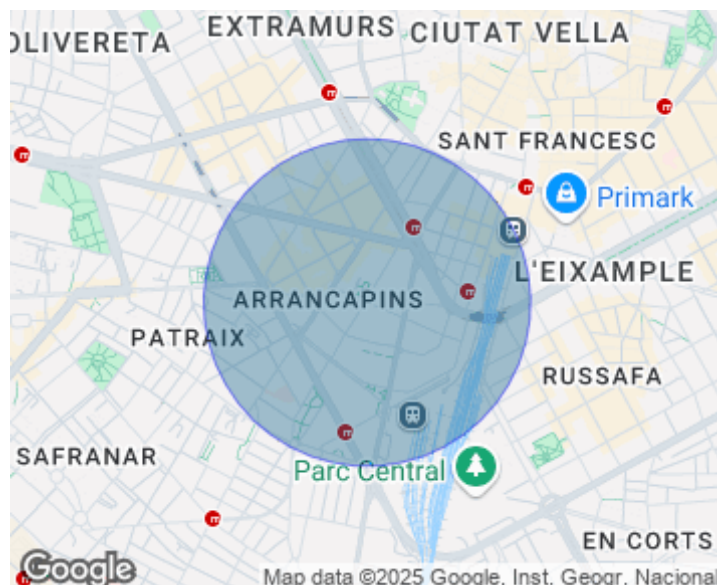 EXTRAMURS
CIUTAT VELLA
OLIVERETA
SANT FRANCESC
Primark
L'EIXAMPLE
ARRANCAPINS
PATRAIX
RUSSAFA
SAFRANAR
Parc Central
EN CORTS
Google
Map data ©2025 Google, Inst. Geogr. Nacional